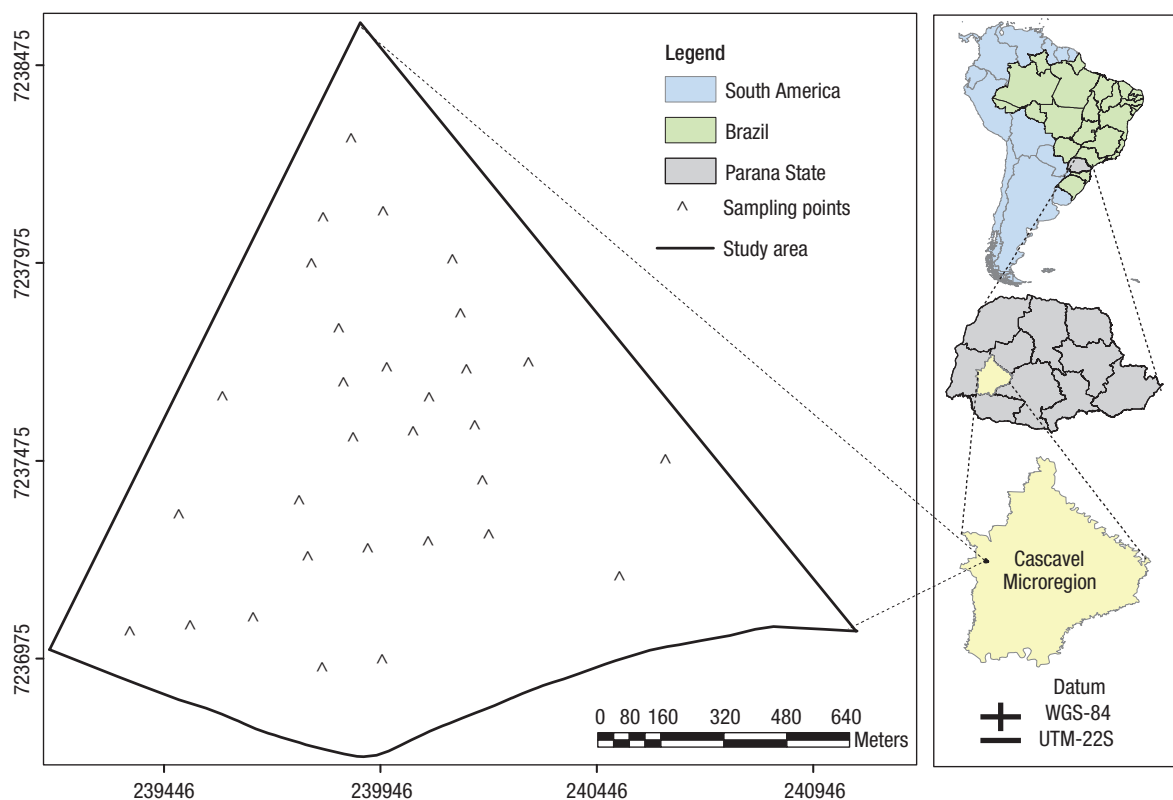 7238475
7237975
7237475
7236975
Legend
South America
Brazil
Parana State
Sampling points
Study area
0 80 160 320 480 640
Meters
239446 239946 240446 240946
Cascavel
Microregion
Datum
WGS-84
UTM-22S